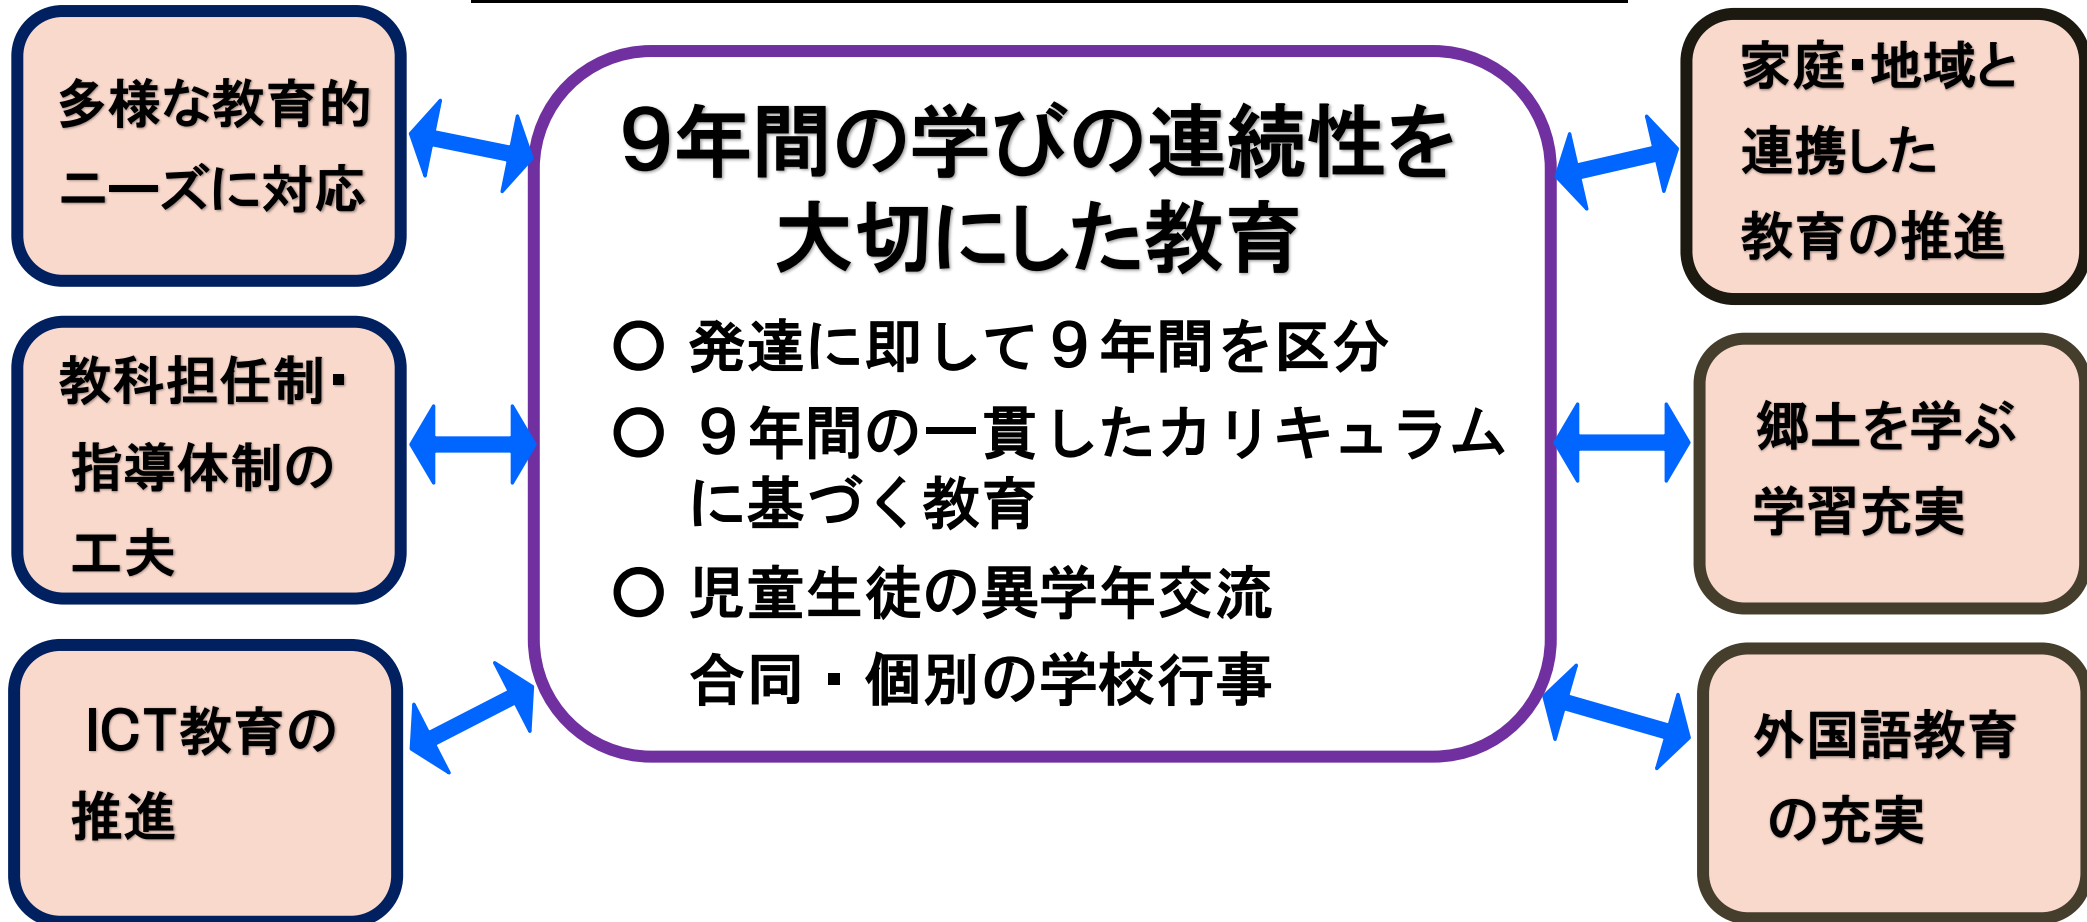 多様な教育的
ニーズに対応
教科担任制・
指導体制の
工夫
ICT教育の
推進
９年間の学びの連続性を
大切にした教育
○ 発達に即して９年間を区分
○ ９年間の一貫したカリキュラム
に基づく教育
○ 児童生徒の異学年交流
合同・個別の学校行事
家庭・地域と
連携した
教育の推進
郷土を学ぶ
学習充実
外国語教育
の充実